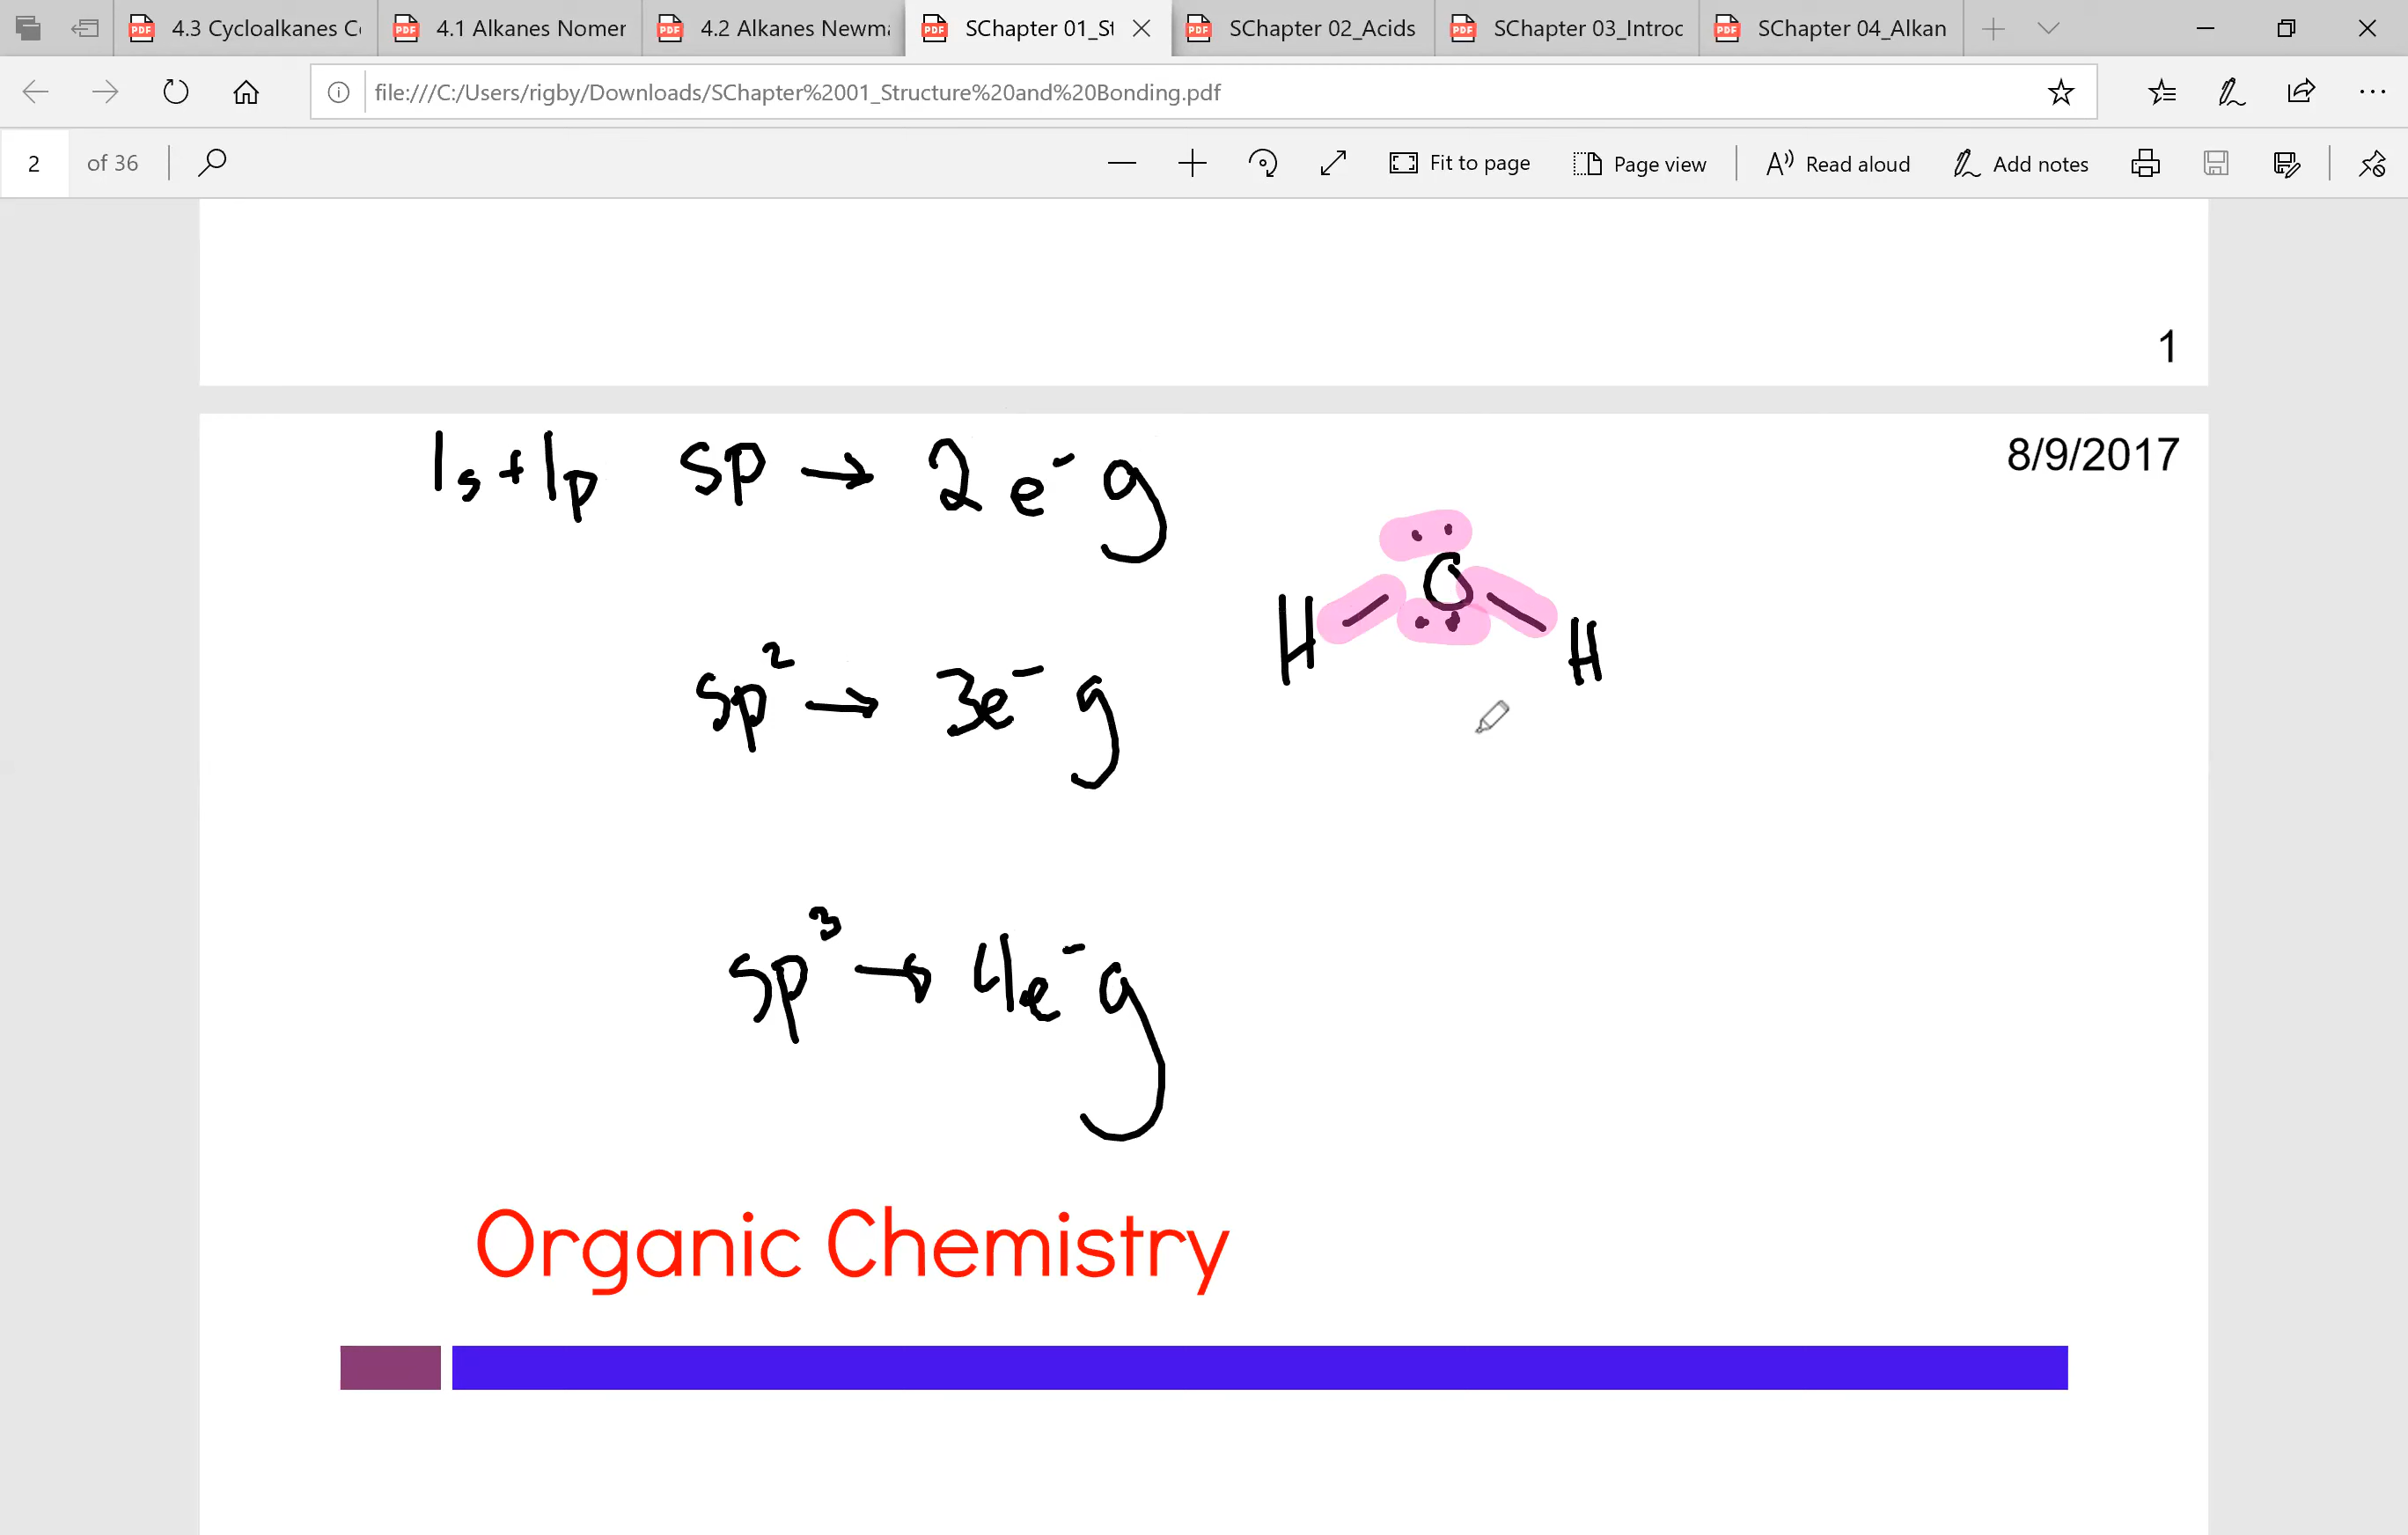 4.3 Cycloalkanes C
4.1 Alkanes Nomer
4.2 Alkanes Newm
SChapter 01_St
SChapter 02_Acids
SChapter 03_Introc
SChapter 04_Alkan
file:///C:/Users/rigby/Downloads/SChapter%2001_Structure%20and%20Bonding.pdf
2 of 36
Fit to page
Page view
Read aloud
Add notes
1
8/9/2017
1s+1p sp → 2 e⁻ g
H – O – H
sp² → 3e⁻ g
sp³ → 4e⁻ g
Organic Chemistry